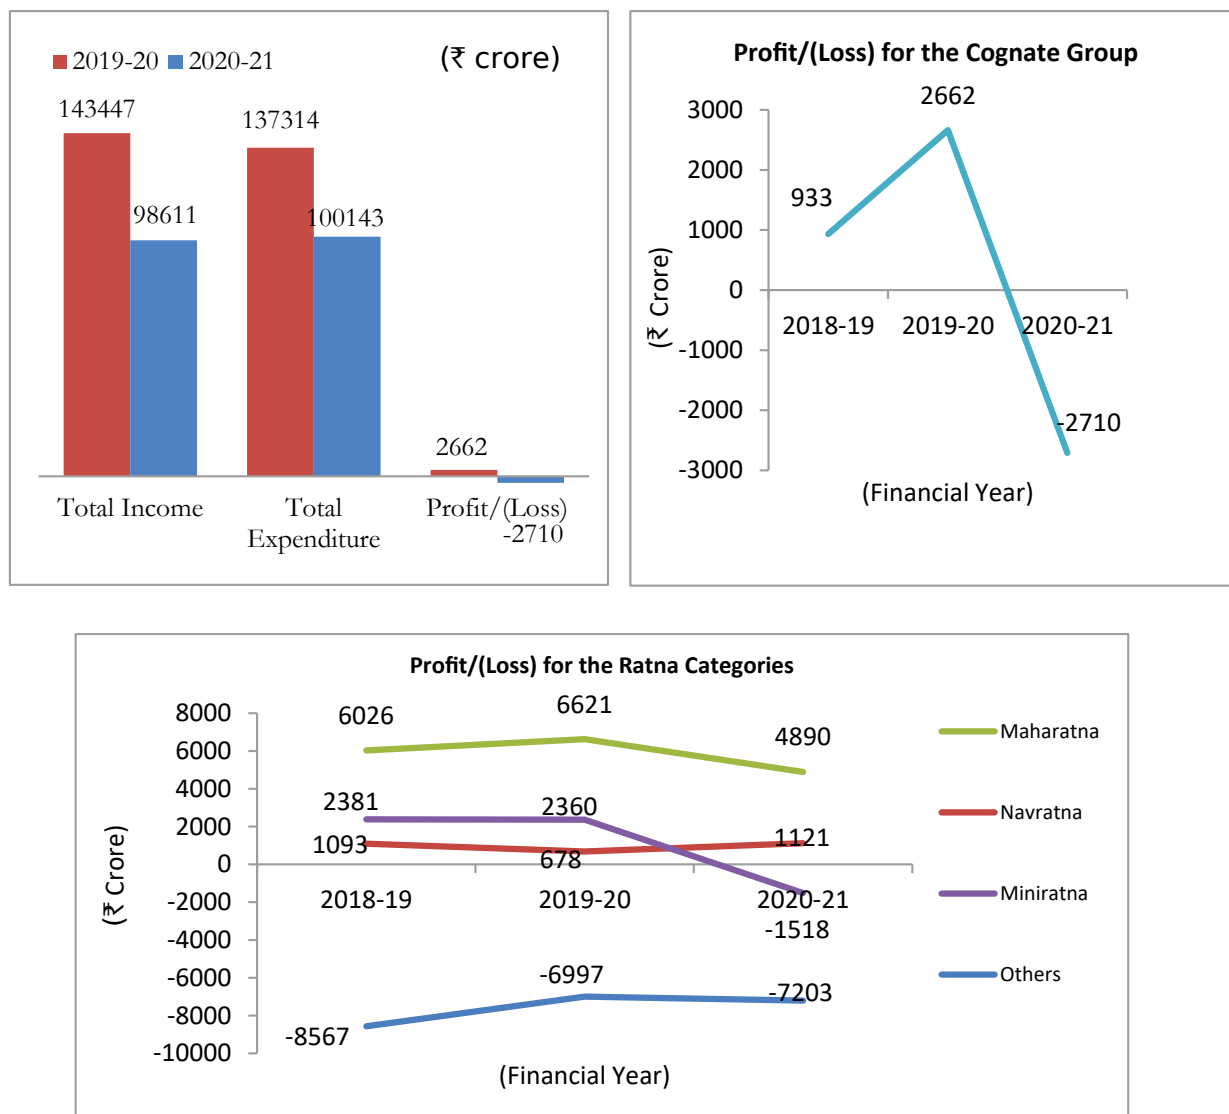 2019-20 2020-21 (₹ crore)
143447
137314
98611
100143
2662
Total Income Total Expenditure Profit/(Loss)
-2710
Profit/(Loss) for the Cognate Group
3000
2000
1000
0
-1000
-2000
-3000
(₹ Crore)
933
2662
-2710
2018-19 2019-20 2020-21
(Financial Year)
Profit/(Loss) for the Ratna Categories
8000
6000
4000
2000
0
-2000
-4000
-6000
-8000
-10000
(₹ Crore)
6026 6621 4890
2381 2360 -1518
1093 678 1121
-8567 -6997 -7203
2018-19 2019-20 2020-21
(Financial Year)
Maharatna
Navratna
Miniratna
Others